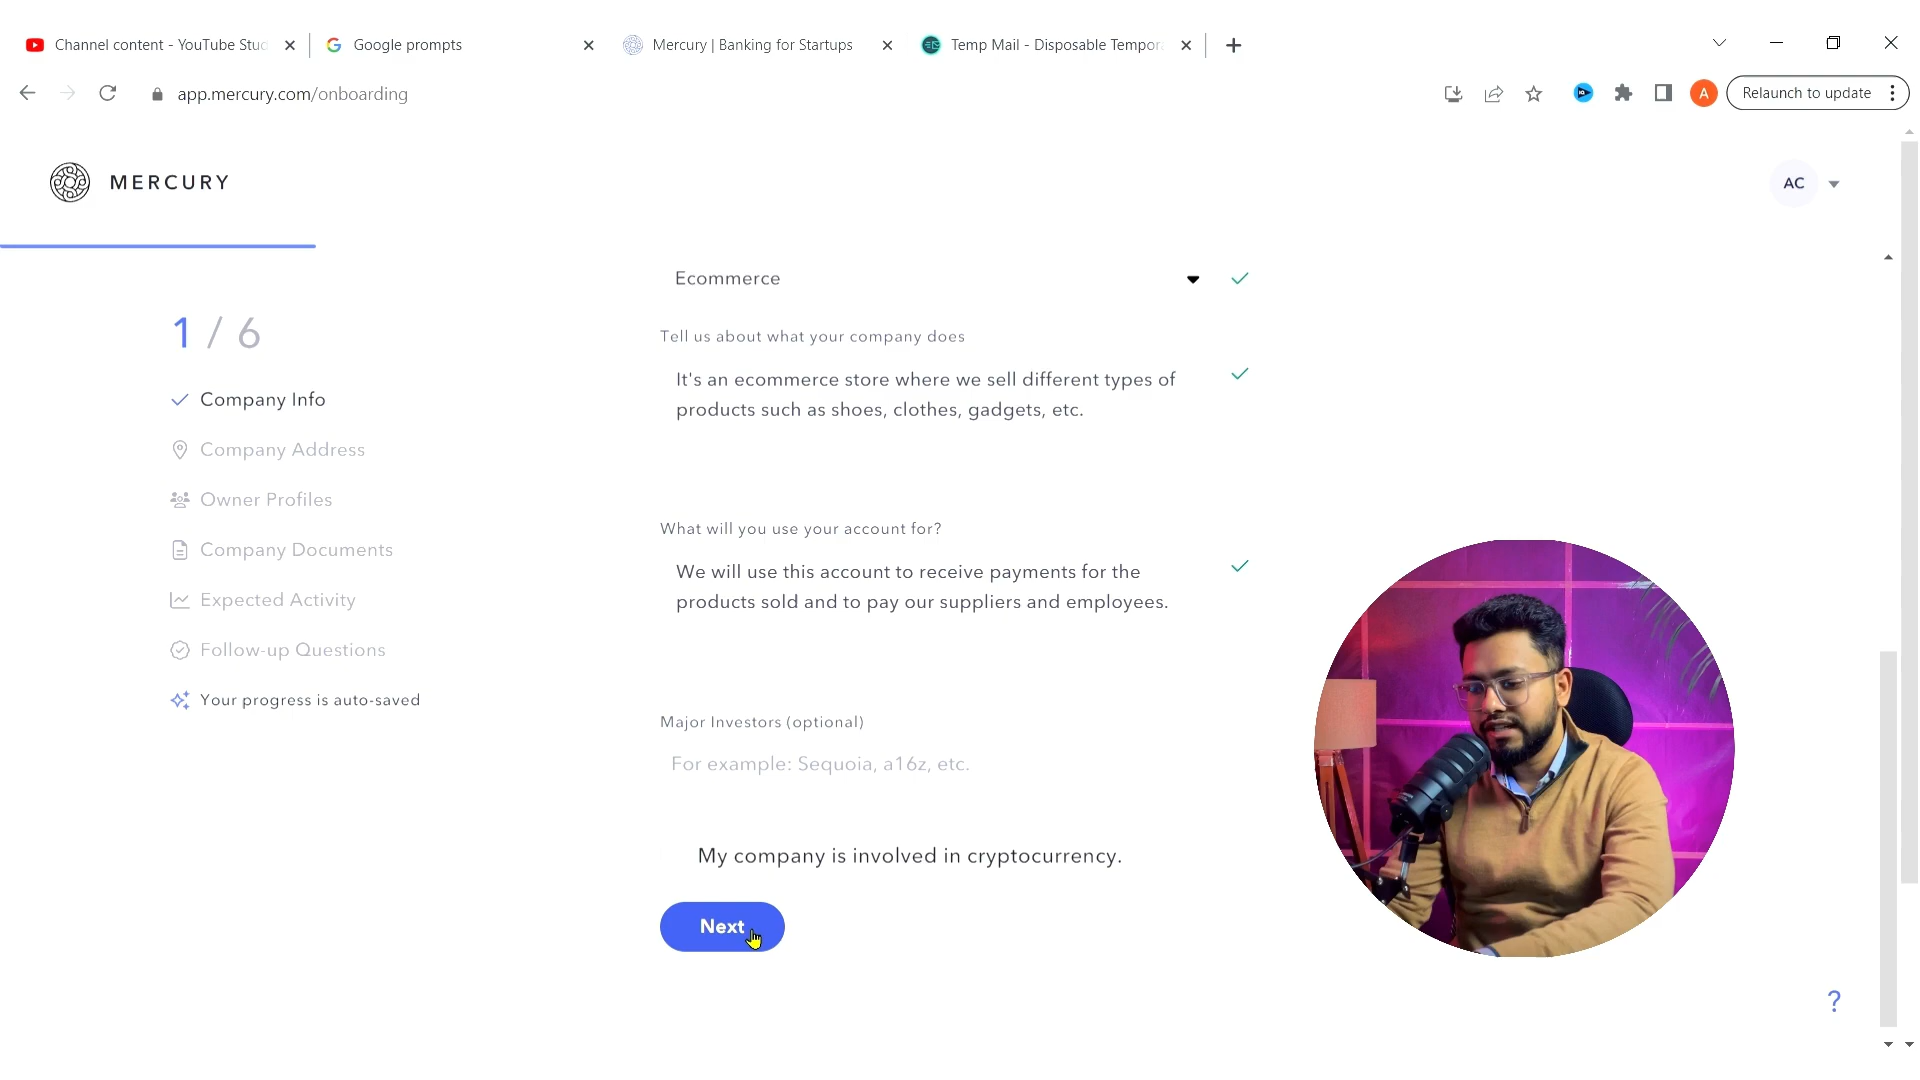 Channel content - YouTube Stud
Google prompts
Mercury | Banking for Startups
Temp Mail - Disposable Tempora
app.mercury.com/onboarding
A
Relaunch to update
MERCURY
AC
1 / 6
Company Info
Company Address
Owner Profiles
Company Documents
Expected Activity
Follow-up Questions
Your progress is auto-saved
Ecommerce
Tell us about what your company does
It's an ecommerce store where we sell different types of
products such as shoes, clothes, gadgets, etc.
What will you use your account for?
We will use this account to receive payments for the
products sold and to pay our suppliers and employees.
Major Investors (optional)
For example: Sequoia, a16z, etc.
My company is involved in cryptocurrency.
Next
?